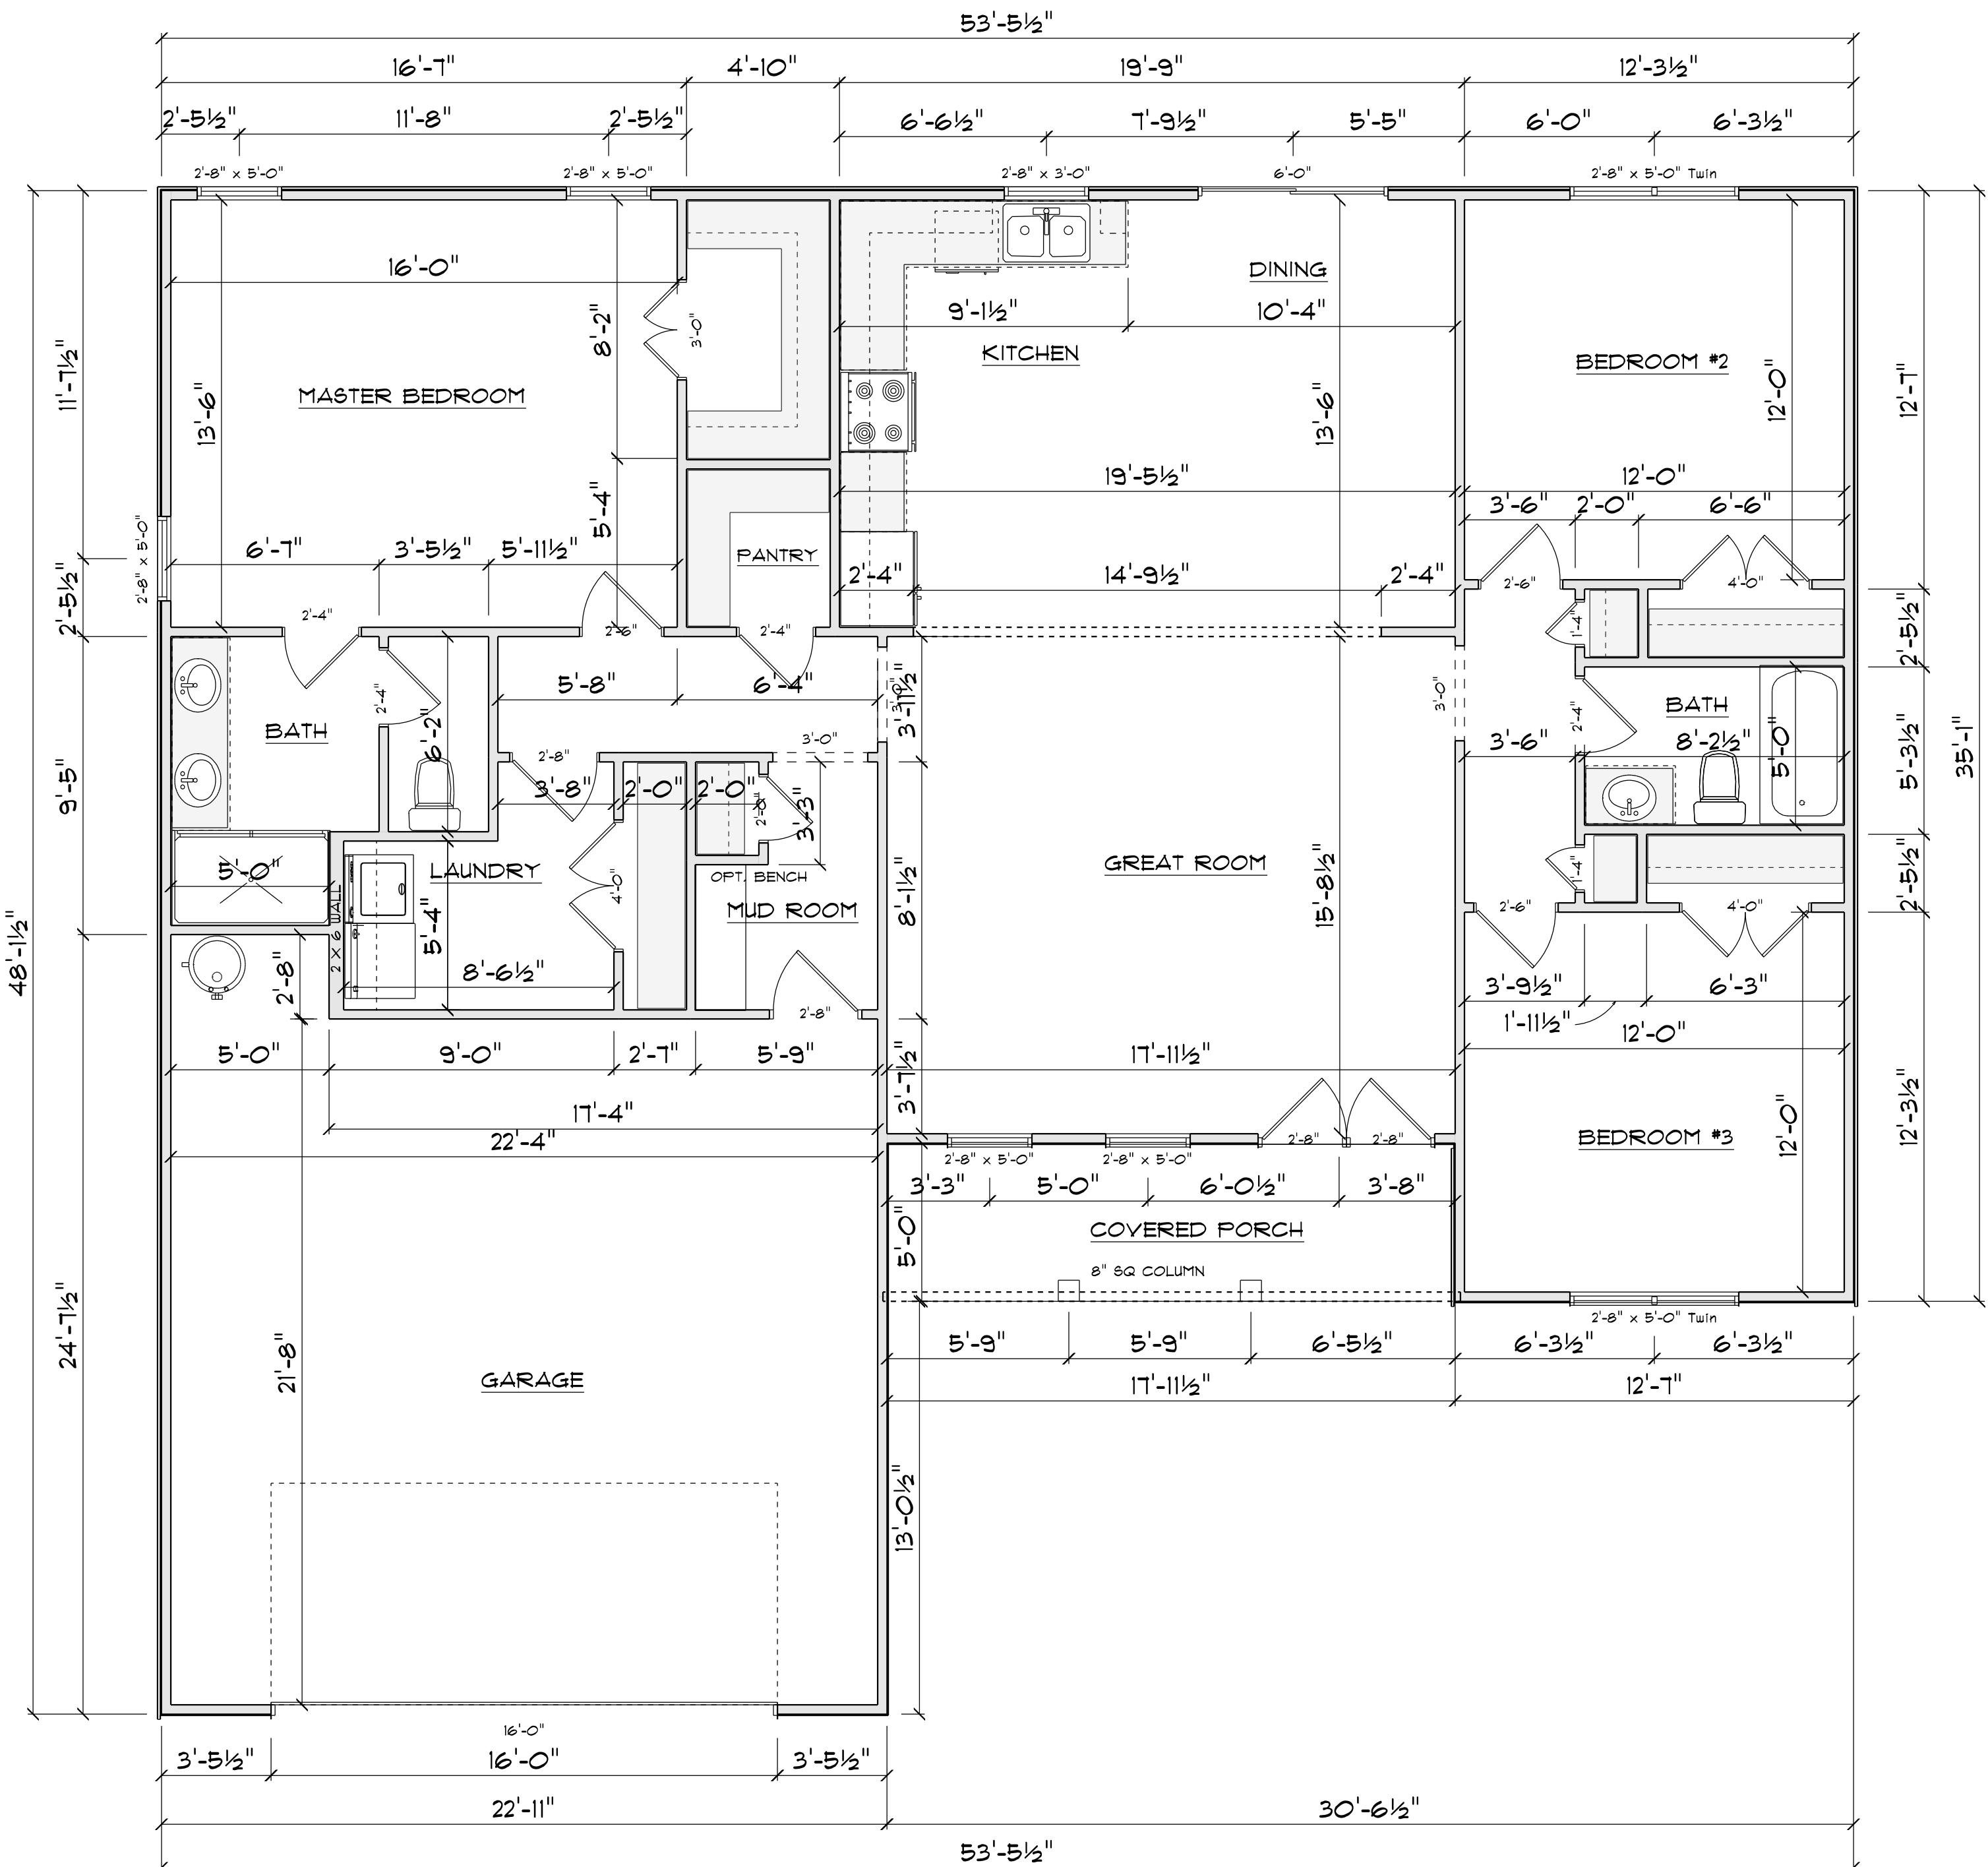 53'-5½"
16'-7" 4'-10" 19'-9" 12'-3½"
2'-5½" 11'-8" 2'-5½" 6'-6½" 7'-9½" 5'-5" 6'-0" 6'-3½"
2'-8" x 5'-0" 2'-8" x 5'-0" 2'-8" x 3'-0" 6'-0" 2'-8" x 5'-0" Twin
16'-0" DINING
9'-1½" 10'-4"
8'-2" 3'-0"
KITCHEN BEDROOM #2
11'-7½" 12'-0" 12'-7"
MASTER BEDROOM
13'-6" 13'-6"
19'-5½" 12'-0"
5'-4" 3'-6" 2'-0" 6'-6"
6'-7" 3'-5½" 5'-11½" PANTRY
2'-8" x 5'-0"
2'-4" 14'-9½" 2'-4" 2'-6" 4'-0"
2'-5½" 2'-4" 2'-6" 2'-4" 1'-4" 2'-5½"
5'-8" 6'-4" 3'-0" 3'-11½" 3'-0"
2'-4" BATH 6'-2" 2'-4" BATH
3'-0" 3'-6" 8'-2½" 5'-0" 5'-3½" 35'-1"
2'-8"
9'-5" 3'-8" 2'-0" 2'-0" 2'-0" 3'-3"
5'-0" LAUNDRY OPT. BENCH GREAT ROOM 1'-4"
4'-0" MUD ROOM 8'-1½" 15'-8½" 2'-6" 4'-0" 2'-5½"
2 X 6 WALL 5'-4"
48'-1½" 2'-8" 8'-6½" 3'-9½" 6'-3"
2'-8" 1'-11½" 12'-0"
5'-0" 9'-0" 2'-7" 5'-9" 17'-11½"
3'-7½"
17'-4"
22'-4" 2'-8" 2'-8" BEDROOM #3 12'-0" 12'-3½"
2'-8" x 5'-0" 2'-8" x 5'-0"
3'-3" 5'-0" 6'-0½" 3'-8"
5'-0" COVERED PORCH
8" SQ COLUMN
24'-7½" 2'-8" x 5'-0" Twin
21'-8" 5'-9" 5'-9" 6'-5½" 6'-3½" 6'-3½"
GARAGE 17'-11½" 12'-7"
13'-0½"
16'-0"
3'-5½" 16'-0" 3'-5½"
22'-11" 30'-6½"
53'-5½"